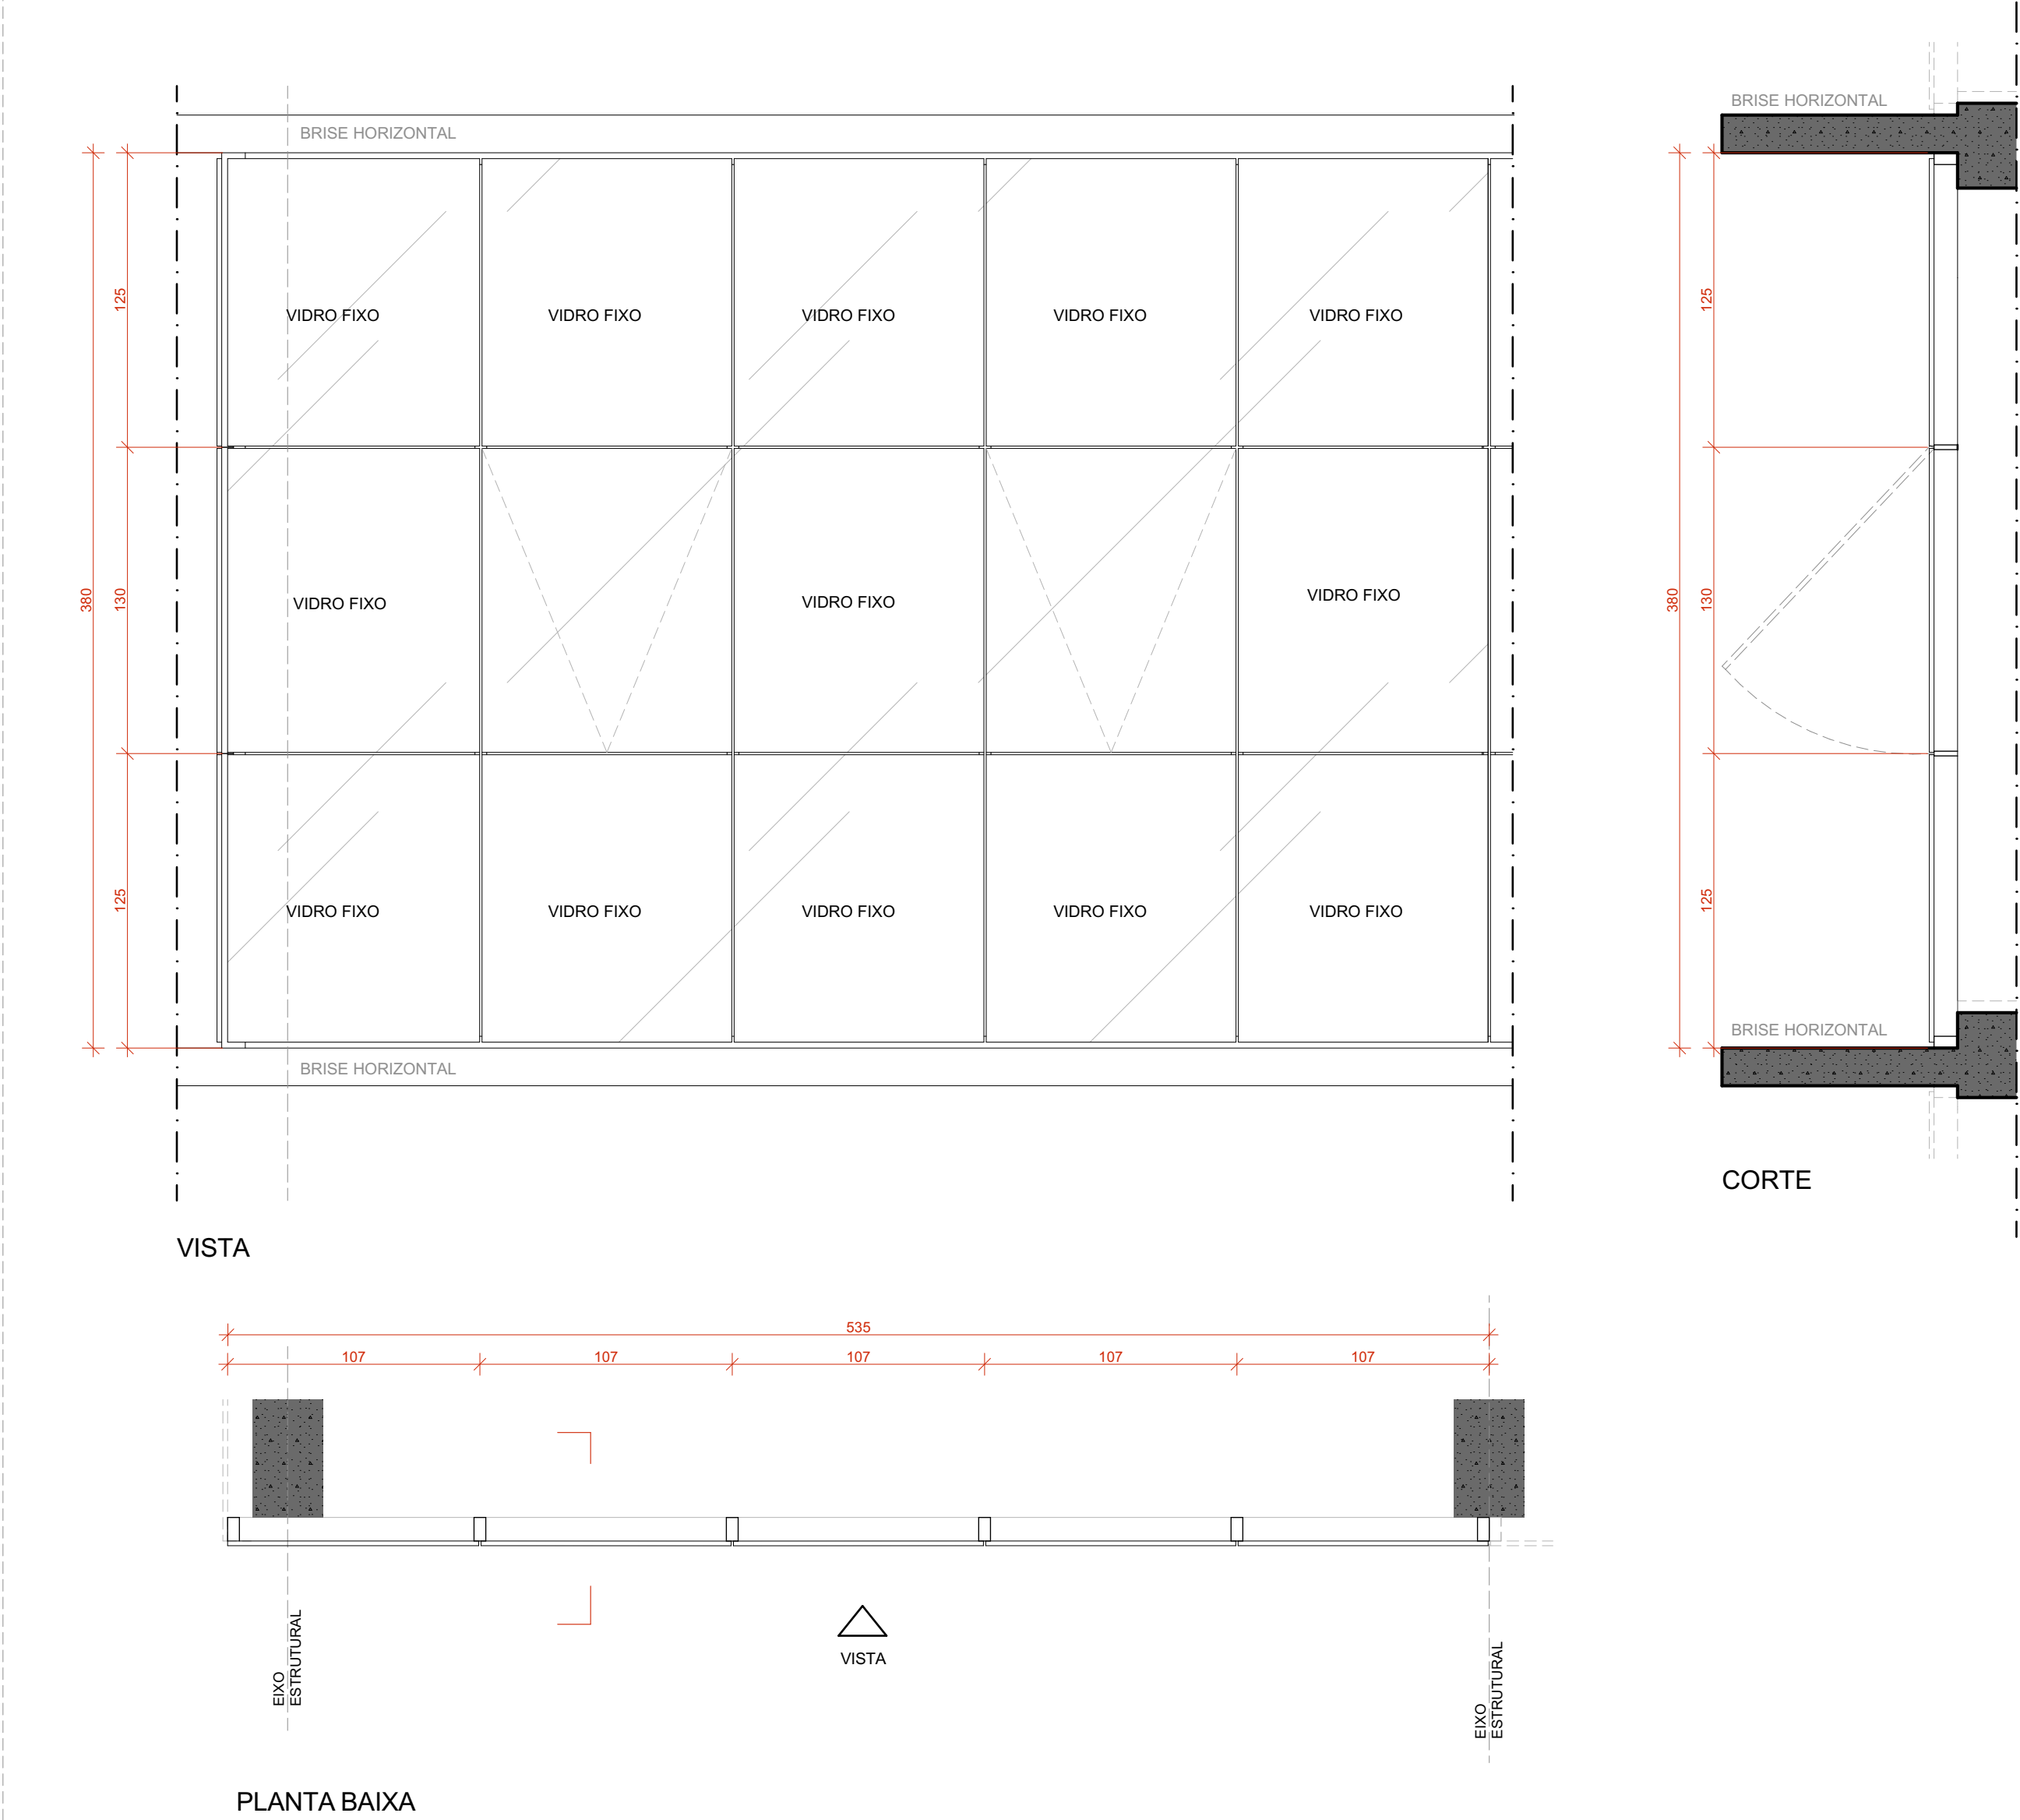 BRISE HORIZONTAL
BRISE HORIZONTAL
125
VIDRO FIXO
VIDRO FIXO
VIDRO FIXO
VIDRO FIXO
VIDRO FIXO
125
380
130
VIDRO FIXO
VIDRO FIXO
VIDRO FIXO
380
130
125
VIDRO FIXO
VIDRO FIXO
VIDRO FIXO
VIDRO FIXO
VIDRO FIXO
125
BRISE HORIZONTAL
BRISE HORIZONTAL
CORTE
VISTA
535
107
107
107
107
107
VISTA
EIXO
ESTRUTURAL
EIXO
ESTRUTURAL
PLANTA BAIXA